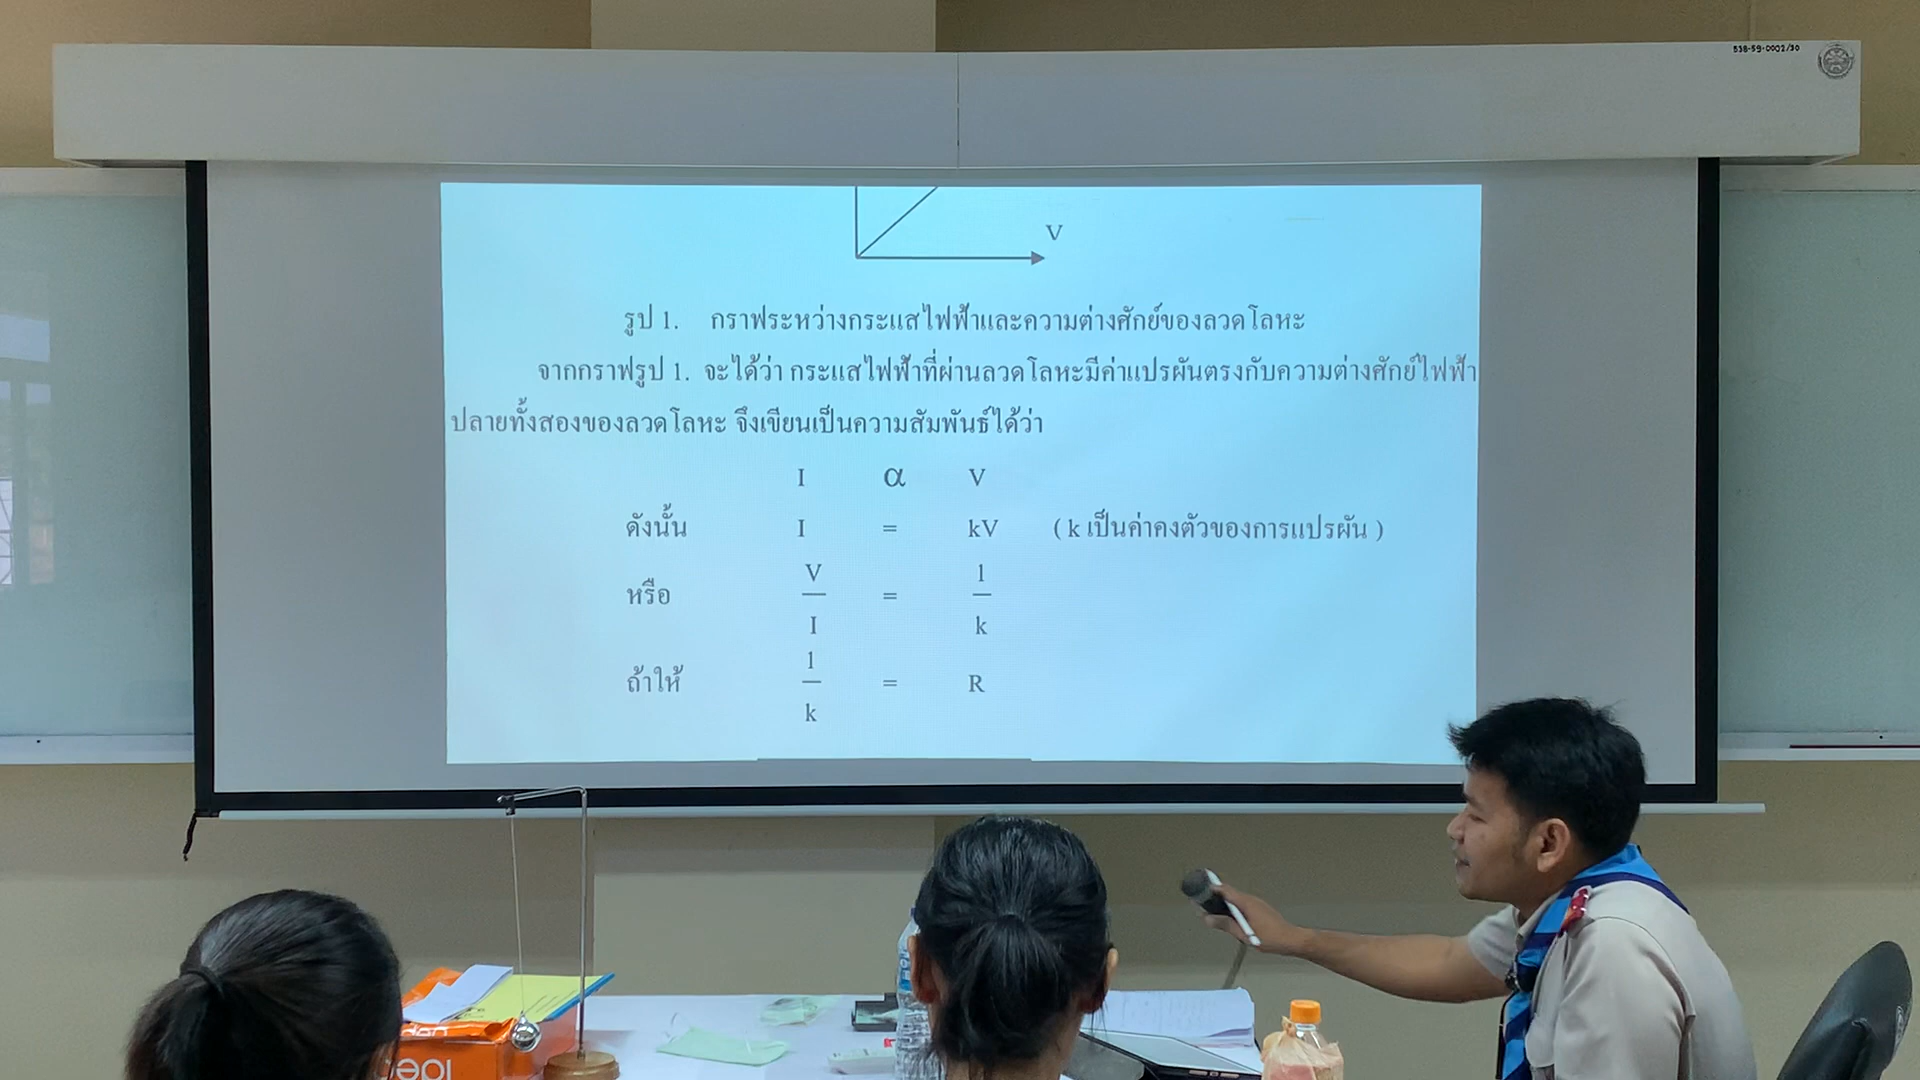 538-59-0002/30
V
รูป 1. กราฟระหว่างกระแสไฟฟ้าและความต่างศักย์ของลวดโลหะ
จากกราฟรูป 1. จะได้ว่า กระแสไฟฟ้าที่ผ่านลวดโลหะมีค่าแปรผันตรงกับความต่างศักย์ไฟฟ้า
ปลายทั้งสองของลวดโลหะ จึงเขียนเป็นความสัมพันธ์ได้ว่า
I α V
ดังนั้น I = kV ( k เป็นค่าคงตัวของการแปรผัน )
V 1
หรือ — = —
I k
1
ถ้าให้ — = R
k